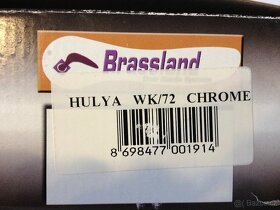 Brassland
HULYA WK/72 CHROME
8 698477 001914